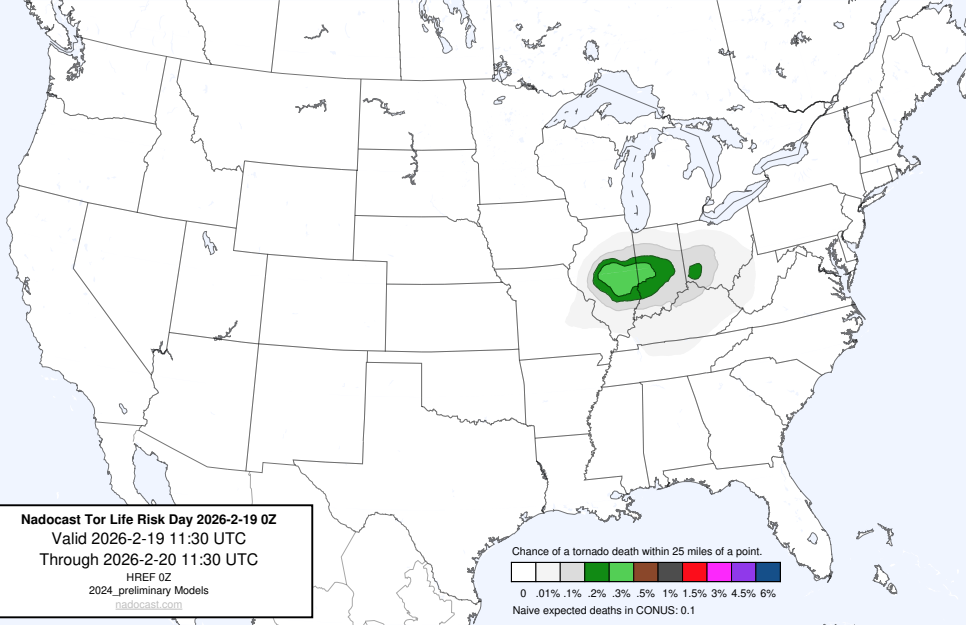 Nadocast Tor Life Risk Day 2026-2-19 0Z
Valid 2026-2-19 11:30 UTC
Through 2026-2-20 11:30 UTC
HREF 0Z
2024_preliminary Models
nadocast.com
Chance of a tornado death within 25 miles of a point.
0 .01% .1% .2% .3% .5% 1% 1.5% 3% 4.5% 6%
Naive expected deaths in CONUS: 0.1